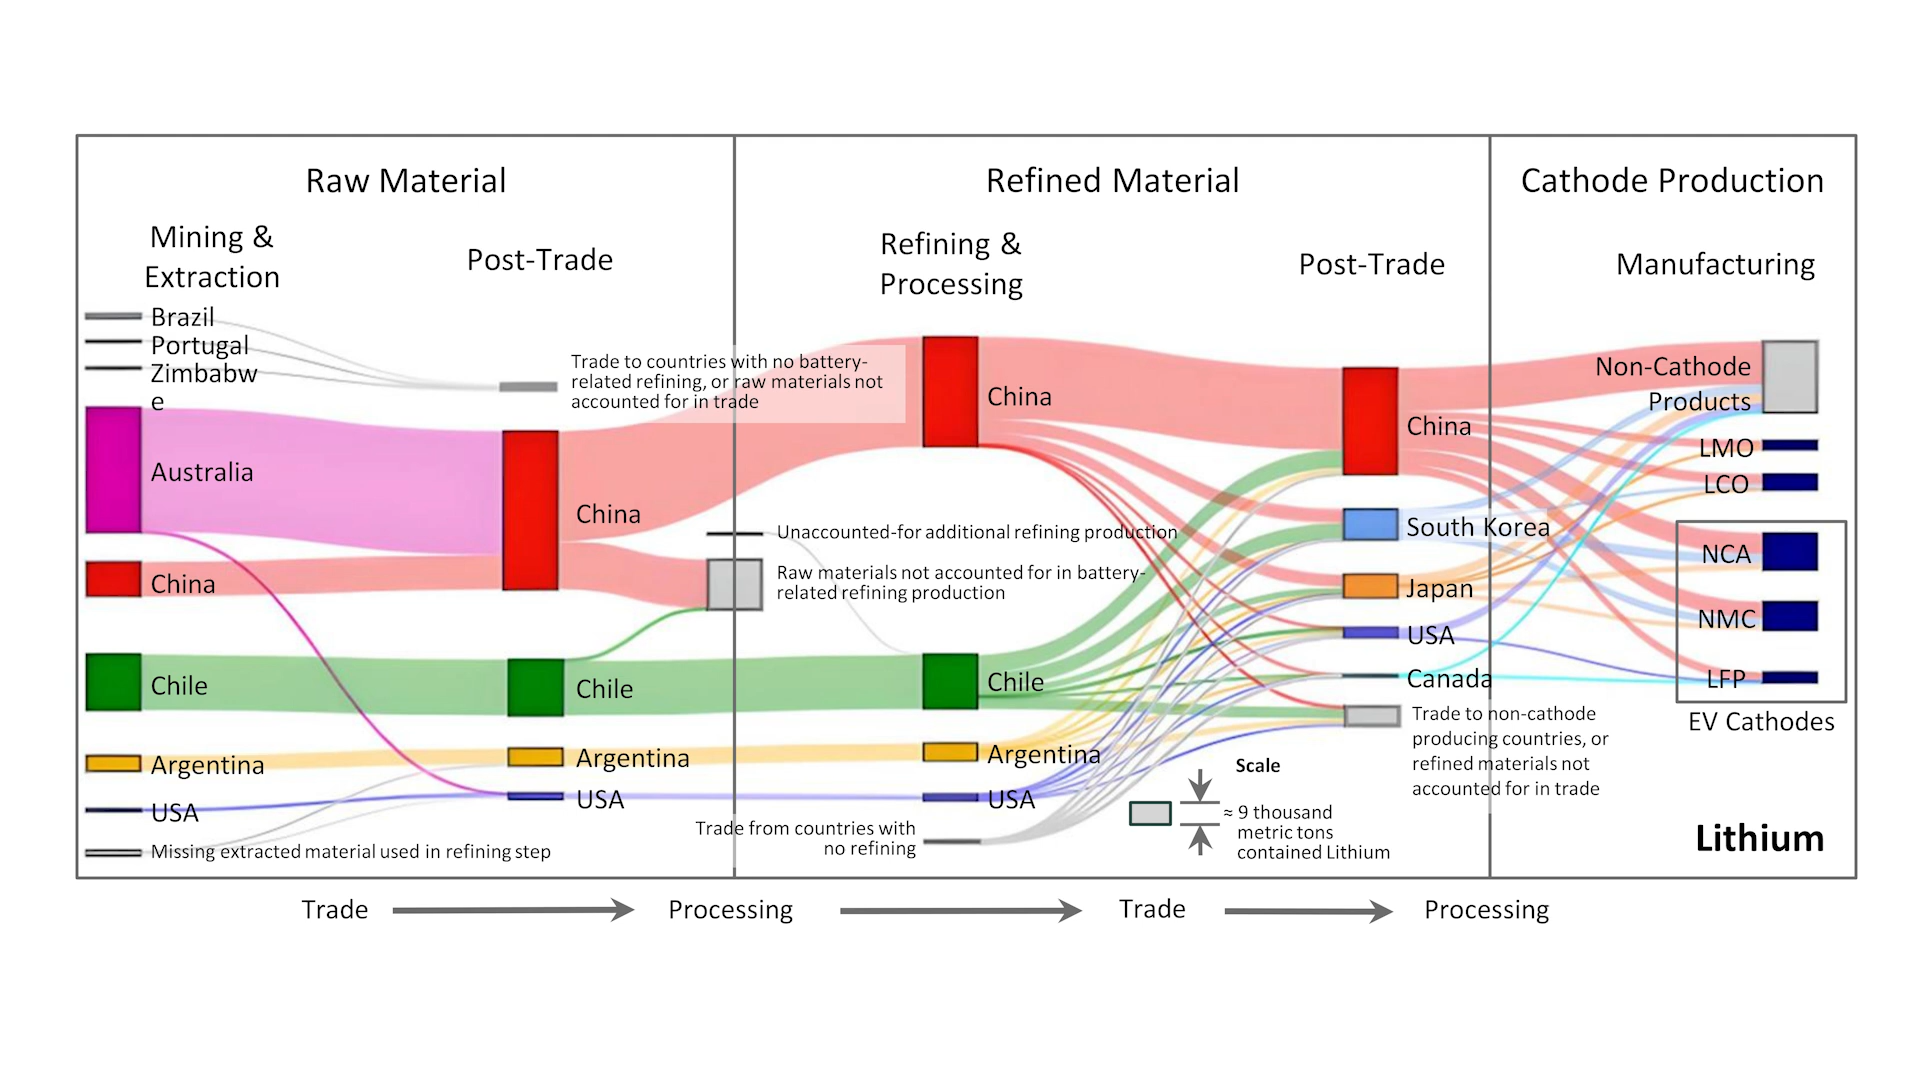 Raw Material
Refined Material
Cathode Production
Mining &
Extraction
Post-Trade
Refining &
Processing
Post-Trade
Manufacturing
Brazil
Portugal
Zimbabw
e
Australia
China
Chile
Argentina
USA
Missing extracted material used in refining step
Trade to countries with no battery-
related refining, or raw materials not
accounted for in trade
China
Chile
Argentina
USA
Unaccounted-for additional refining production
Raw materials not accounted for in battery-
related refining production
Trade from countries with
no refining
China
Chile
Argentina
USA
Scale
≈ 9 thousand
metric tons
contained Lithium
China
South Korea
Japan
USA
Canada
Trade to non-cathode
producing countries, or
refined materials not
accounted for in trade
Non-Cathode
Products
LMO
LCO
NCA
NMC
LFP
EV Cathodes
Lithium
Trade
Processing
Trade
Processing